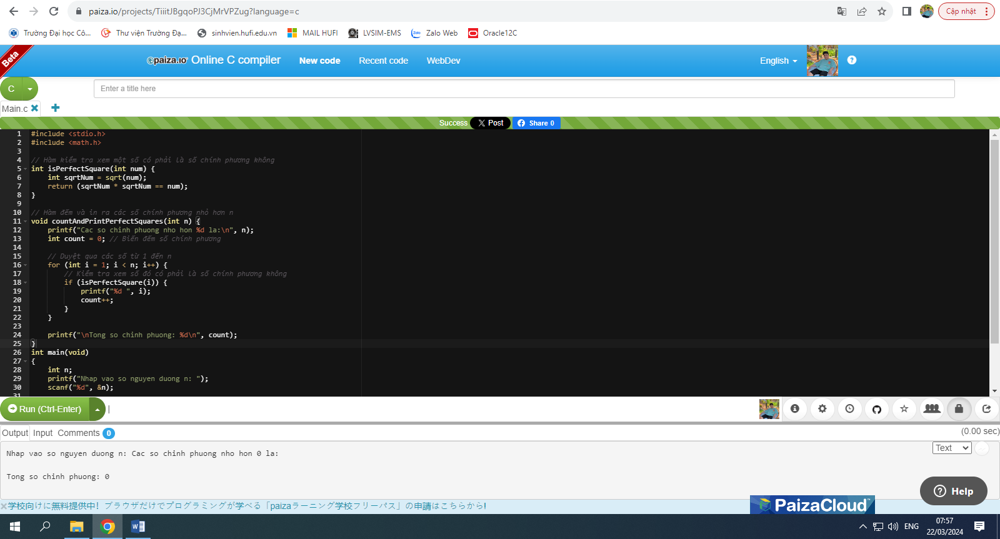 paiza.io/projects/TiiitJBgqoPJ3CjMrVPZug?language=c
Cập nhật
Trường Đại học Cô...
Thư viện Trường Đạ...
sinhvien.hufi.edu.vn
MAIL HUFI
LVSIM-EMS
Zalo Web
Oracle12C
Beta
paiza.io Online C compiler
New code
Recent code
WebDev
English
C
Enter a title here
Main.c
Success
Post
Share 0
1 #include <stdio.h>
2 #include <math.h>
3
4 // Hàm kiểm tra xem một số có phải là số chính phương không
5 int isPerfectSquare(int num) {
6 int sqrtNum = sqrt(num);
7 return (sqrtNum * sqrtNum == num);
8 }
9
10 // Hàm đếm và in ra các số chính phương nhỏ hơn n
11 void countAndPrintPerfectSquares(int n) {
12 printf("Cac so chinh phuong nho hon %d la:\n", n);
13 int count = 0; // Biến đếm số chính phương
14
15 // Duyệt qua các số từ 1 đến n
16 for (int i = 1; i < n; i++) {
17 // Kiểm tra xem số đó có phải là số chính phương không
18 if (isPerfectSquare(i)) {
19 printf("%d ", i);
20 count++;
21 }
22 }
23
24 printf("\nTong so chinh phuong: %d\n", count);
25 }
26 int main(void)
27 {
28 int n;
29 printf("Nhap vao so nguyen duong n: ");
30 scanf("%d", &n);
31
Run (Ctrl-Enter)
Output Input Comments 0
(0.00 sec)
Text
Nhap vao so nguyen duong n: Cac so chinh phuong nho hon 0 la:
Tong so chinh phuong: 0
Help
学校向けに無料提供中！ブラウザだけでプログラミングが学べる「paizaラーニング学校フリーパス」の申請はこちらから!
PaizaCloud
ENG
07:57
22/03/2024